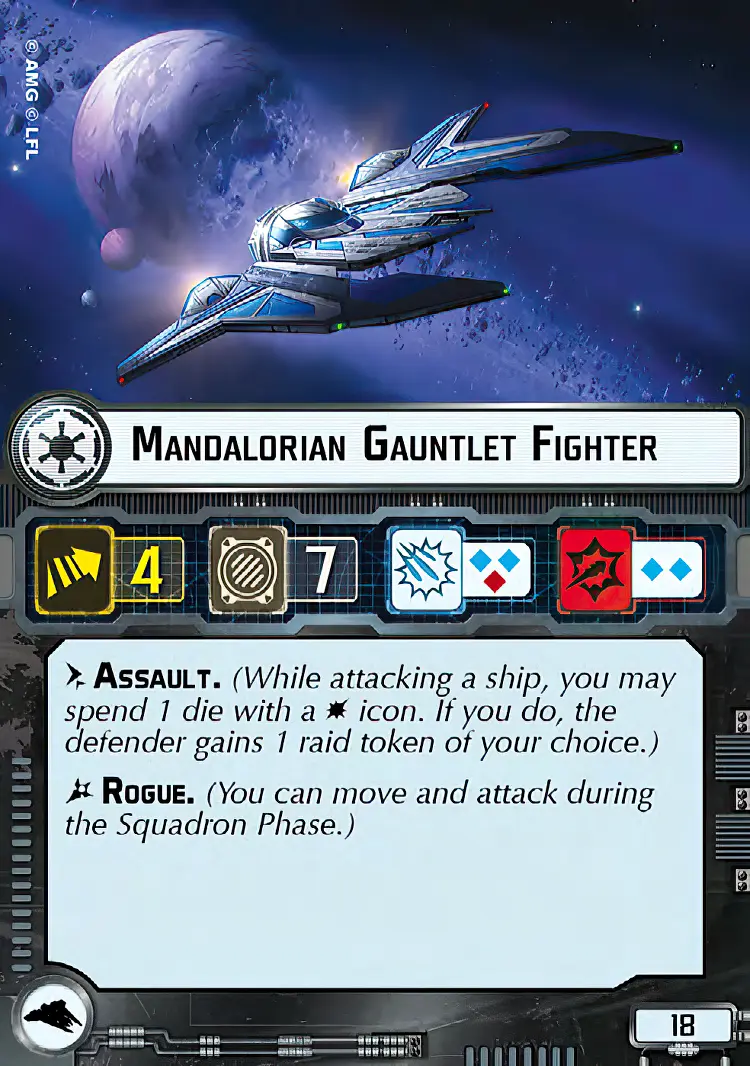 © AMG © LFL
Mandalorian Gauntlet Fighter
4
7
Assault. (While attacking a ship, you may
spend 1 die with a icon. If you do, the
defender gains 1 raid token of your choice.)
Rogue. (You can move and attack during
the Squadron Phase.)
18